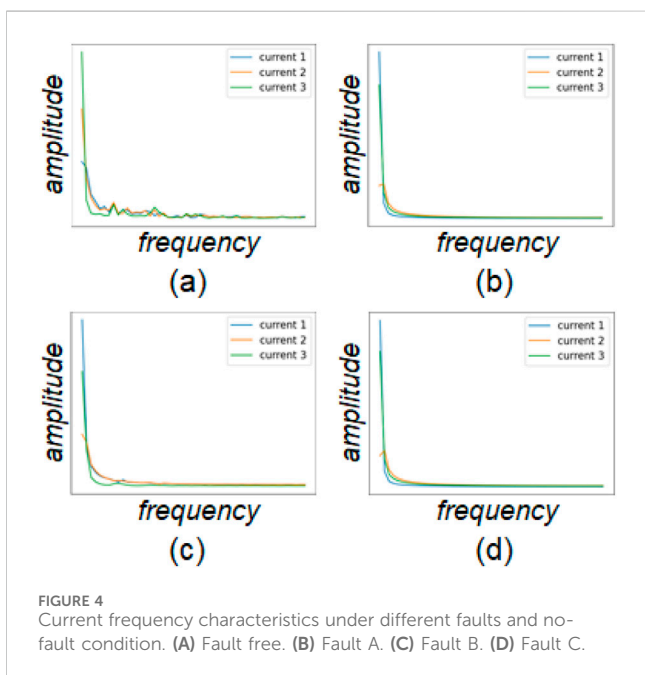 current 1
current 2
current 3
amplitude
frequency
(a)
current 1
current 2
current 3
amplitude
frequency
(b)
current 1
current 2
current 3
amplitude
frequency
(c)
current 1
current 2
current 3
amplitude
frequency
(d)
FIGURE 4
Current frequency characteristics under different faults and no-
fault condition. (A) Fault free. (B) Fault A. (C) Fault B. (D) Fault C.